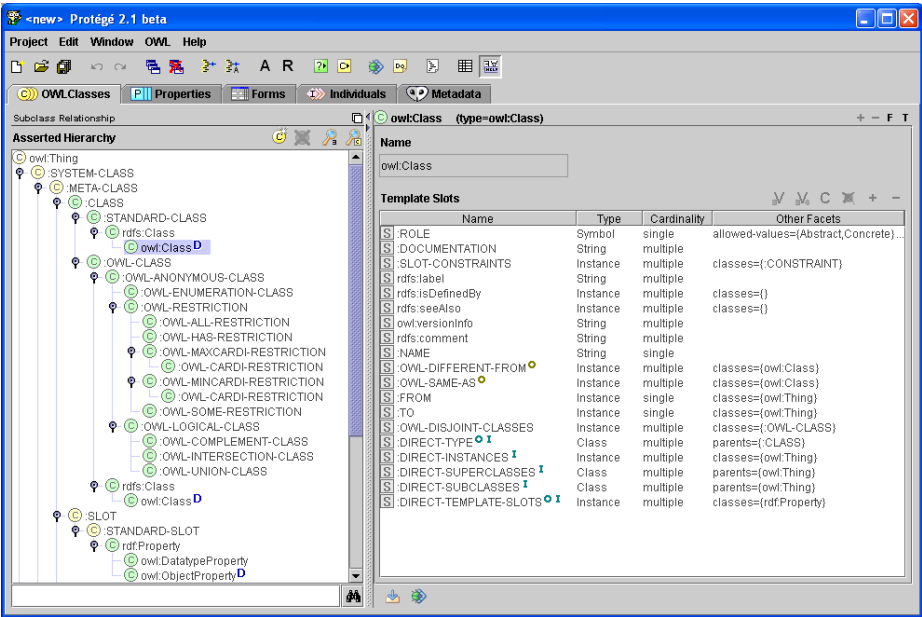 <new> Protégé 2.1 beta
Project Edit Window OWL Help
A R
OWLClasses Properties Forms Individuals Metadata
Subclass Relationship
Asserted Hierarchy
owl:Thing
:SYSTEM-CLASS
:META-CLASS
:CLASS
:STANDARD-CLASS
rdfs:Class
owl:Class D
:OWL-CLASS
:OWL-ANONYMOUS-CLASS
:OWL-ENUMERATION-CLASS
:OWL-RESTRICTION
:OWL-ALL-RESTRICTION
:OWL-HAS-RESTRICTION
:OWL-MAXCARDI-RESTRICTION
:OWL-CARDI-RESTRICTION
:OWL-MINCARDI-RESTRICTION
:OWL-CARDI-RESTRICTION
:OWL-SOME-RESTRICTION
:OWL-LOGICAL-CLASS
:OWL-COMPLEMENT-CLASS
:OWL-INTERSECTION-CLASS
:OWL-UNION-CLASS
rdfs:Class
owl:Class D
:SLOT
:STANDARD-SLOT
rdf:Property
owl:DatatypeProperty
owl:ObjectProperty D
C owl:Class (type=owl:Class) + − F T
Name
owl:Class
Template Slots
Name Type Cardinality Other Facets
S :ROLE Symbol single allowed-values={Abstract,Concrete} ...
S :DOCUMENTATION String multiple
S :SLOT-CONSTRAINTS Instance multiple classes={:CONSTRAINT}
S rdfs:label String multiple
S rdfs:isDefinedBy Instance multiple classes={}
S rdfs:seeAlso Instance multiple classes={}
S owl:versionInfo String multiple
S rdfs:comment String multiple
S :NAME String single
S :OWL-DIFFERENT-FROM O Instance multiple classes={owl:Class}
S :OWL-SAME-AS O Instance multiple classes={owl:Class}
S :FROM Instance single classes={owl:Thing}
S :TO Instance single classes={owl:Thing}
S :OWL-DISJOINT-CLASSES Instance multiple classes={:OWL-CLASS}
S :DIRECT-TYPE O I Class multiple parents={:CLASS}
S :DIRECT-INSTANCES I Instance multiple classes={owl:Thing}
S :DIRECT-SUPERCLASSES I Class multiple parents={owl:Thing}
S :DIRECT-SUBCLASSES I Class multiple parents={owl:Thing}
S :DIRECT-TEMPLATE-SLOTS O I Instance multiple classes={rdf:Property}